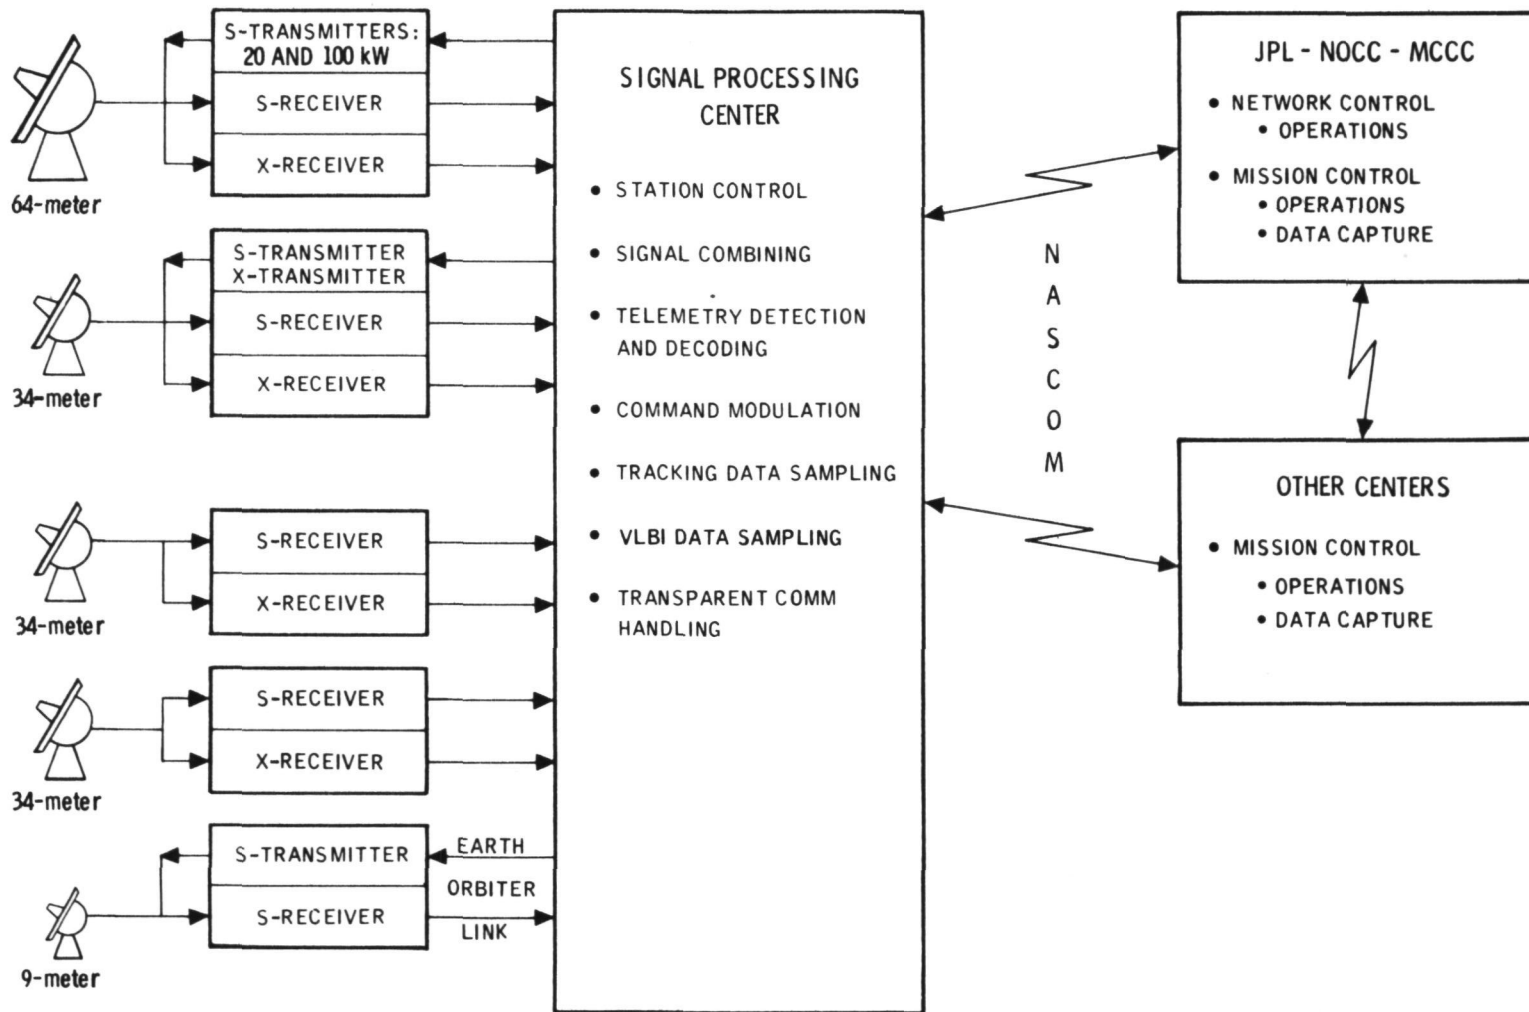 S-TRANSMITTERS:
20 AND 100 kW
S-RECEIVER
X-RECEIVER
64-meter
S-TRANSMITTER
X-TRANSMITTER
S-RECEIVER
X-RECEIVER
34-meter
S-RECEIVER
X-RECEIVER
34-meter
S-RECEIVER
X-RECEIVER
34-meter
S-TRANSMITTER
S-RECEIVER
9-meter
EARTH
ORBITER
LINK
SIGNAL PROCESSING
CENTER
• STATION CONTROL
• SIGNAL COMBINING
• TELEMETRY DETECTION
AND DECODING
• COMMAND MODULATION
• TRACKING DATA SAMPLING
• VLBI DATA SAMPLING
• TRANSPARENT COMM
HANDLING
NASCOM
JPL - NOCC - MCCC
• NETWORK CONTROL
• OPERATIONS
• MISSION CONTROL
• OPERATIONS
• DATA CAPTURE
OTHER CENTERS
• MISSION CONTROL
• OPERATIONS
• DATA CAPTURE